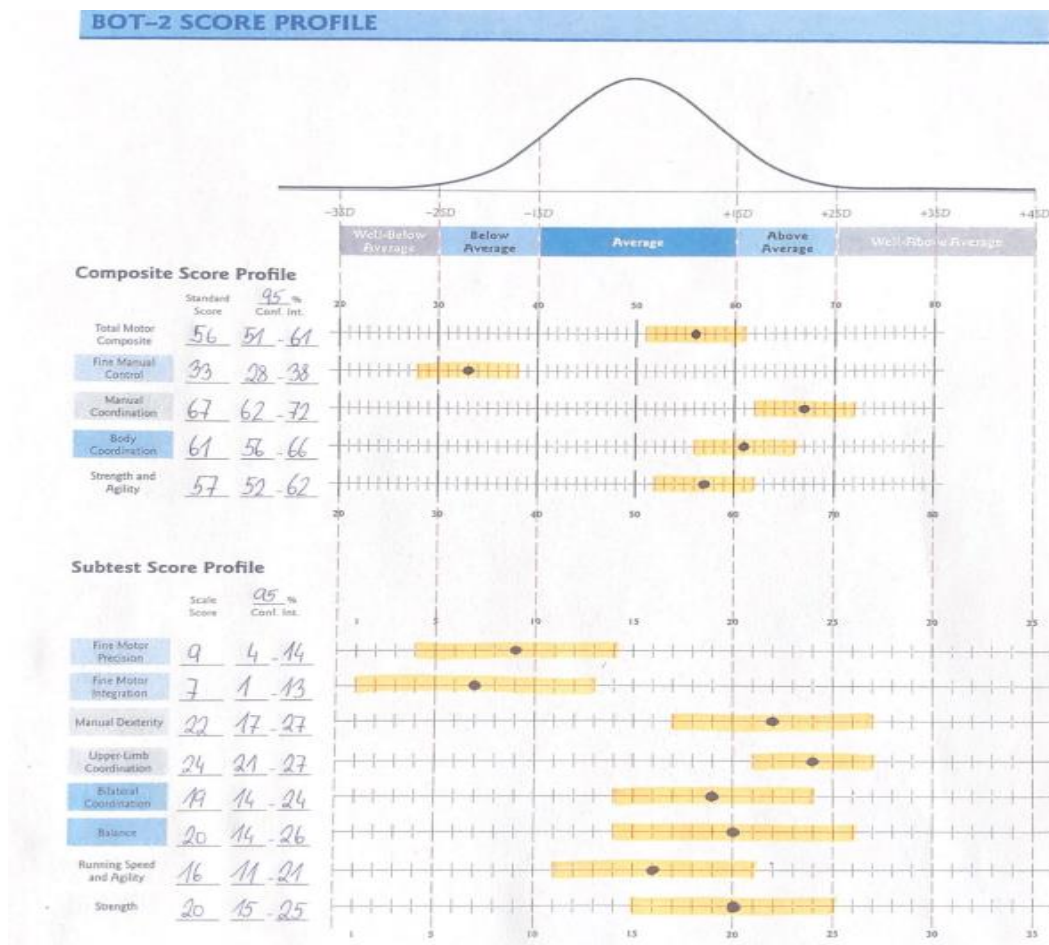 BOT–2 SCORE PROFILE
-3SD -2SD -1SD +1SD +2SD +3SD +4SD
Well-Below Average Below Average Average Above Average Well-Above Average
Composite Score Profile
Standard Score 95 % Conf. Int. 20 30 40 50 60 70 80
Total Motor Composite 56 51 - 61
Fine Manual Control 33 28 - 38
Manual Coordination 67 62 - 72
Body Coordination 61 56 - 66
Strength and Agility 57 52 - 62
20 30 40 50 60 70 80
Subtest Score Profile
Scale Score 95 % Conf. Int. 1 5 10 15 20 25 35
Fine Motor Precision 9 4 - 14
Fine Motor Integration 7 1 - 13
Manual Dexterity 22 17 - 27
Upper-Limb Coordination 24 21 - 27
Bilateral Coordination 19 14 - 24
Balance 20 14 - 26
Running Speed and Agility 16 11 - 21
Strength 20 15 - 25
1 5 10 15 20 25 30 35